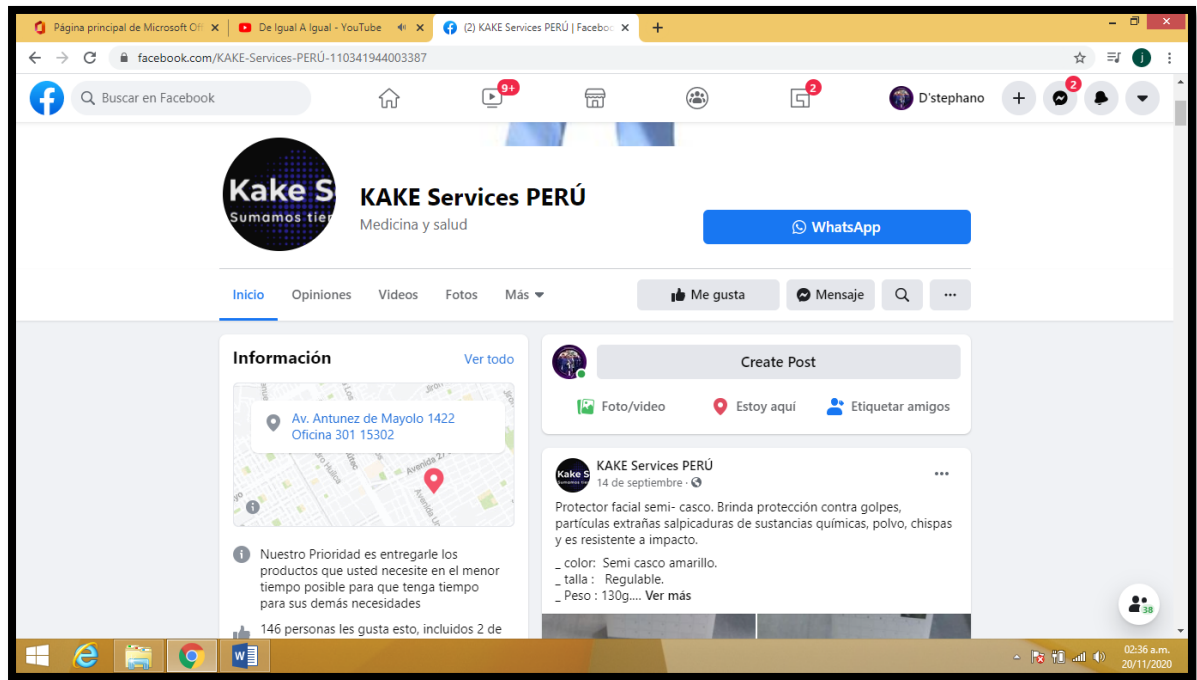 Página principal de Microsoft Off
De Igual A Igual - YouTube
(2) KAKE Services PERÚ | Faceboo
facebook.com/KAKE-Services-PERÚ-110341944003387
j
Buscar en Facebook
9+
2
D'stephano
2
Kake S
Sumamos tier
KAKE Services PERÚ
Medicina y salud
WhatsApp
Inicio Opiniones Videos Fotos Más
Me gusta Mensaje
Información Ver todo
Av. Antunez de Mayolo 1422
Oficina 301 15302
Avenida 2
Create Post
Foto/video Estoy aquí Etiquetar amigos
Kake S
KAKE Services PERÚ
14 de septiembre ·
Protector facial semi- casco. Brinda protección contra golpes,
partículas extrañas salpicaduras de sustancias químicas, polvo, chispas
y es resistente a impacto.
_ color: Semi casco amarillo.
_ talla : Regulable.
_ Peso : 130g.... Ver más
Nuestro Prioridad es entregarle los
productos que usted necesite en el menor
tiempo posible para que tenga tiempo
para sus demás necesidades
146 personas les gusta esto, incluidos 2 de
38
02:36 a.m.
20/11/2020